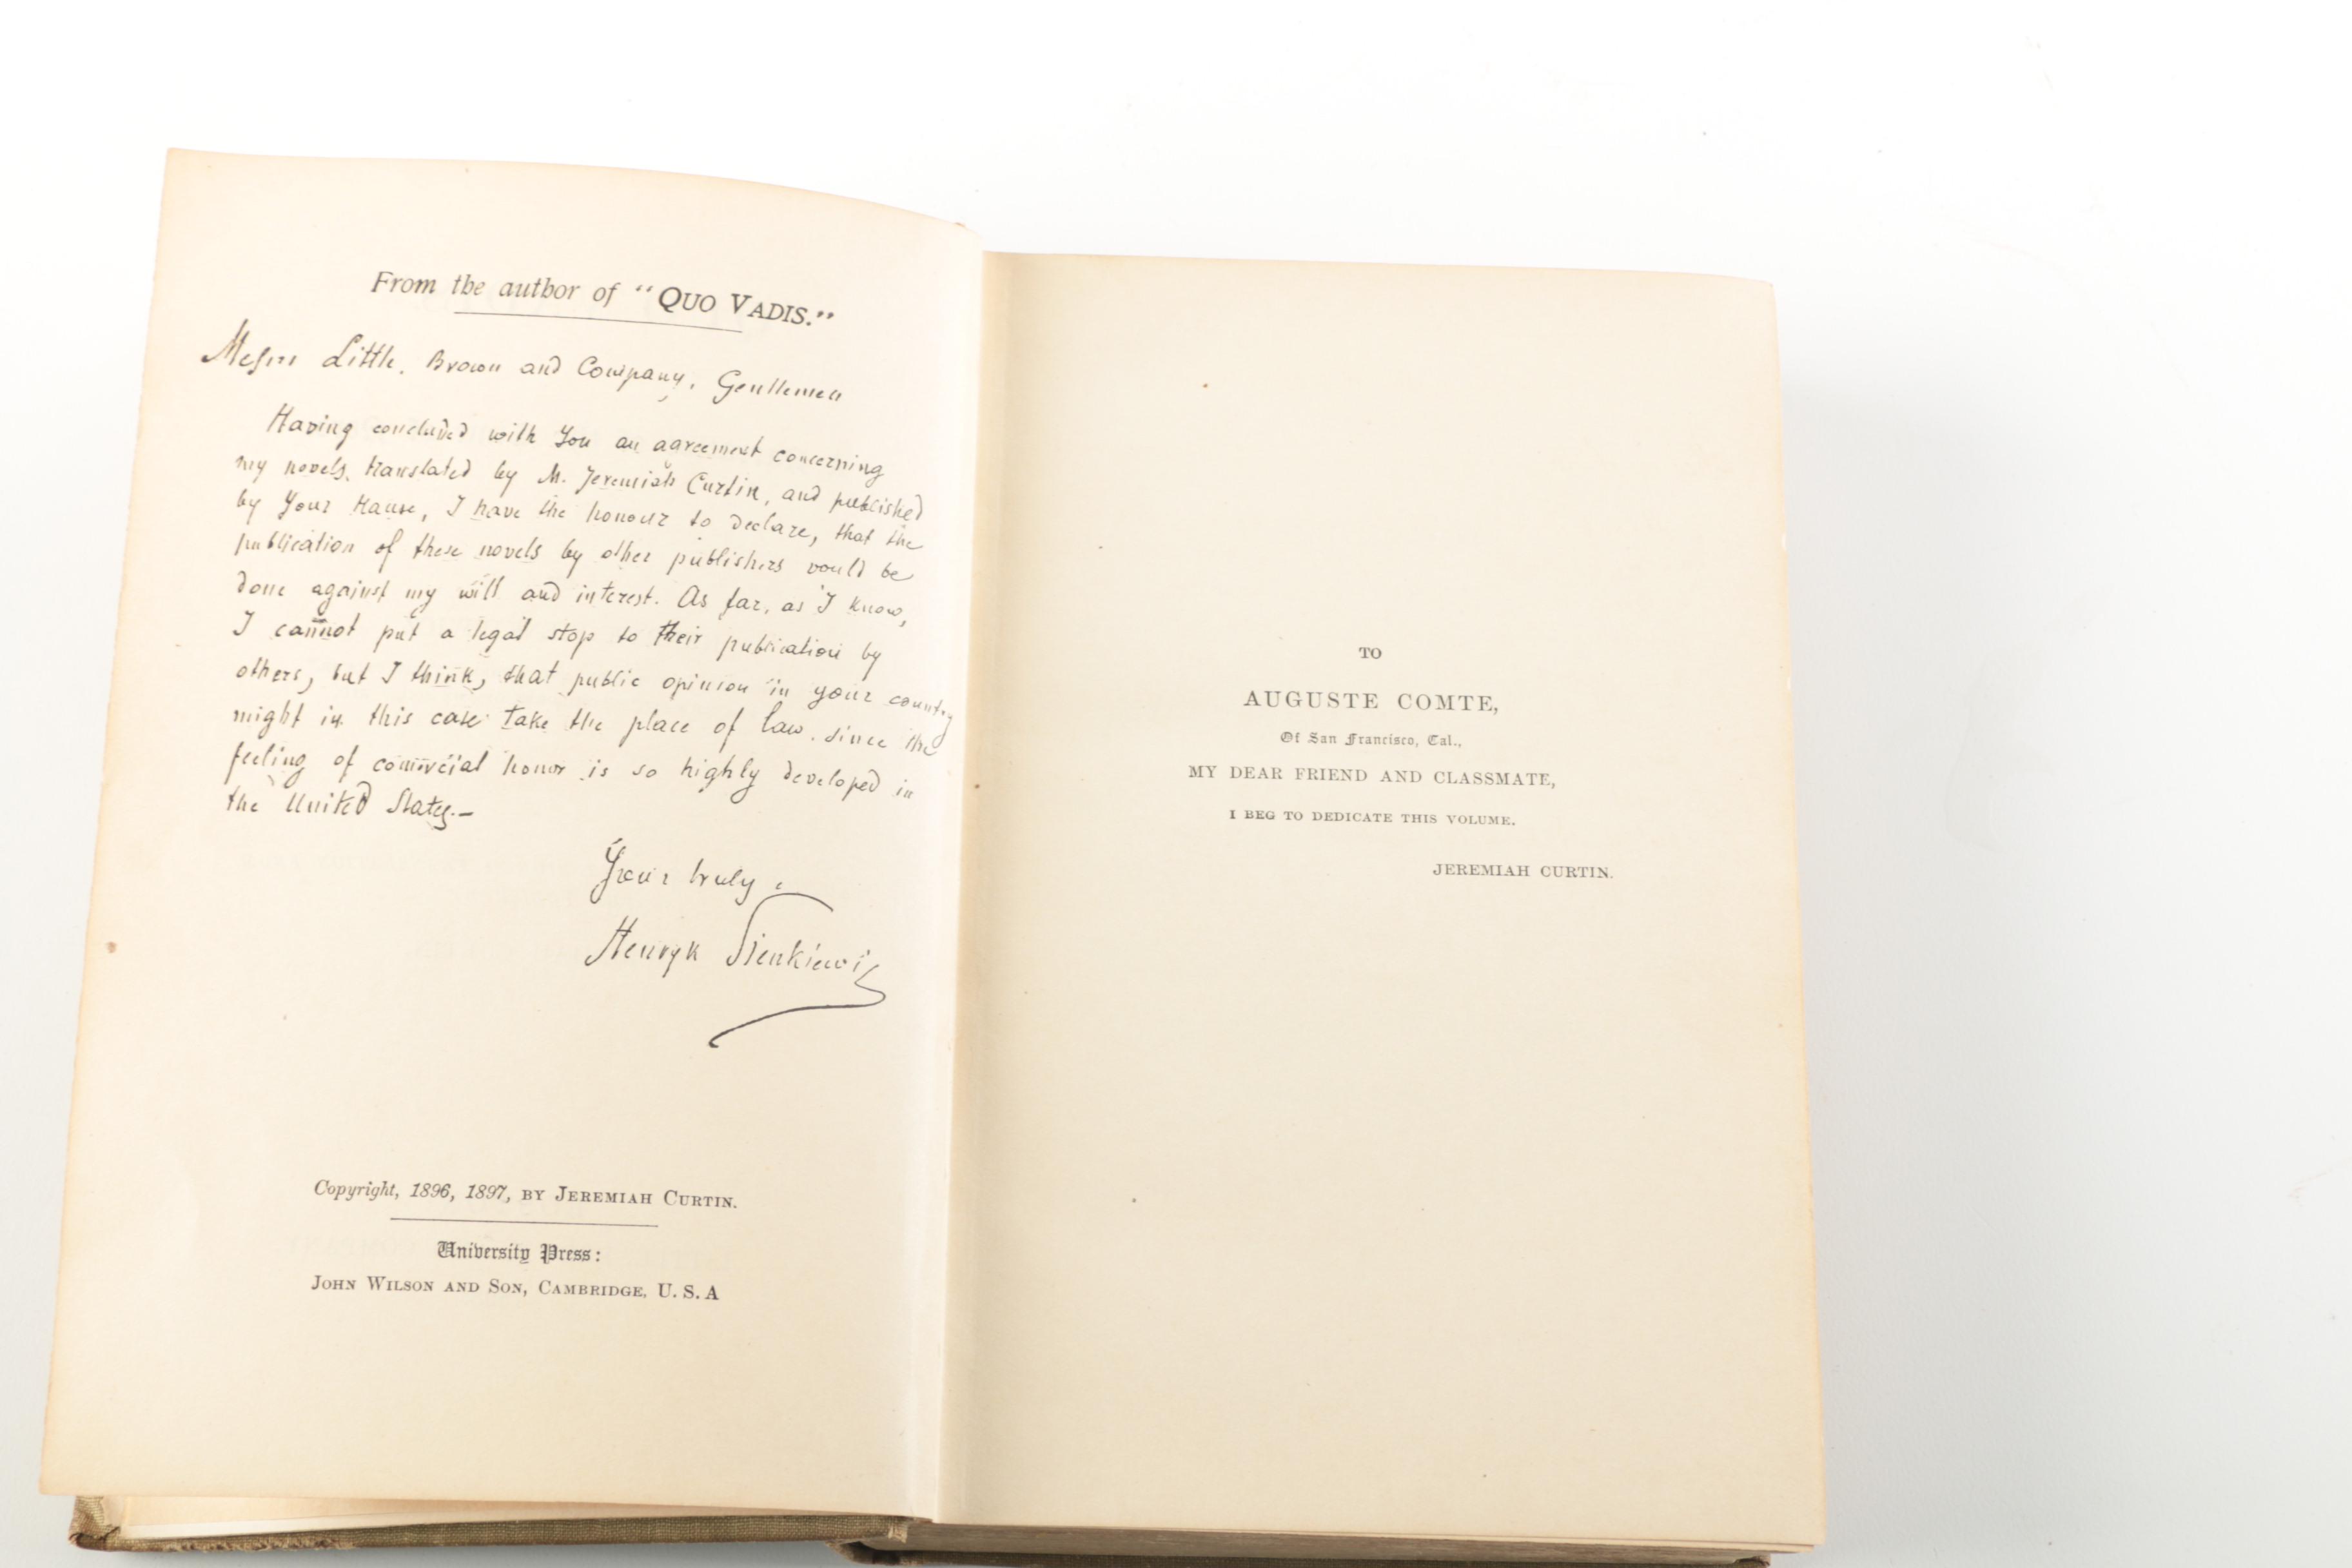 From the author of "QUO VADIS."
Messrs Little, Brown and Company, Gentlemen
Having concluded with You an agreement concerning
my novels, translated by M. Jeremiah Curtin, and published
by Your House, I have the honour to declare, that the
publication of these novels by other publishers vould be
done against my will and interest. As far, as I know,
I cannot put a legal stop to their publication by
others, but I think, that public opinion in your country
might in this case take the place of law, since the
feeling of comercial honor is so highly developed in
the United States.—
Your truly,
Henryk Sienkiewicz
Copyright, 1896, 1897, BY JEREMIAH CURTIN.
University Press:
JOHN WILSON AND SON, CAMBRIDGE, U.S.A
TO
AUGUSTE COMTE,
Of San Francisco, Cal.,
MY DEAR FRIEND AND CLASSMATE,
I BEG TO DEDICATE THIS VOLUME.
JEREMIAH CURTIN.